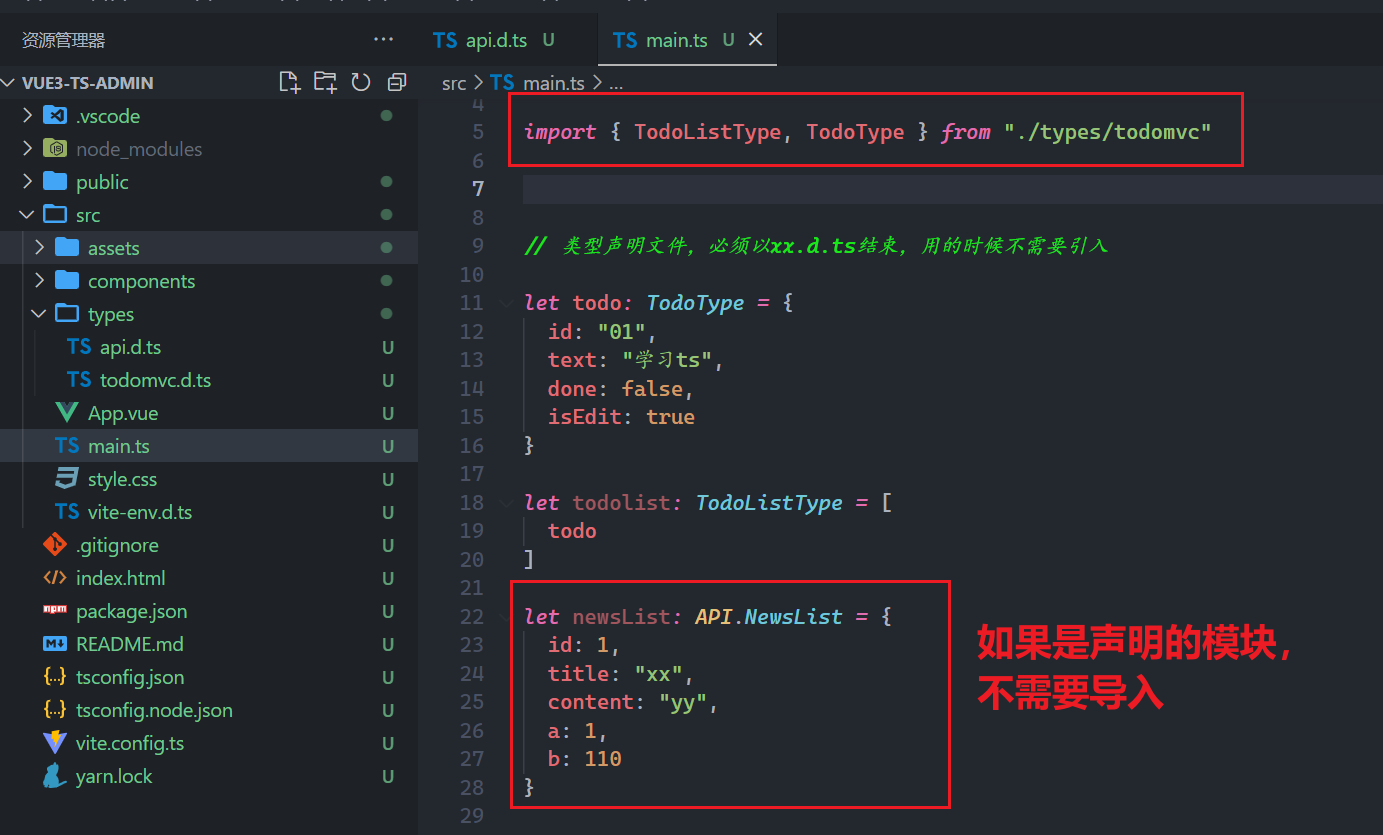 资源管理器 ···
VUE3-TS-ADMIN
.vscode
node_modules
public
src
assets
components
types
TS api.d.ts U
TS todomvc.d.ts U
App.vue U
TS main.ts U
style.css U
TS vite-env.d.ts U
.gitignore U
index.html U
package.json U
README.md U
tsconfig.json U
tsconfig.node.json U
vite.config.ts U
yarn.lock U
TS api.d.ts U TS main.ts U
src > TS main.ts > ...
4
5 import { TodoListType, TodoType } from "./types/todomvc"
6
7
8
9 // 类型声明文件，必须以xx.d.ts结束，用的时候不需要引入
10
11 let todo: TodoType = {
12 id: "01",
13 text: "学习ts",
14 done: false,
15 isEdit: true
16 }
17
18 let todolist: TodoListType = [
19 todo
20 ]
21
22 let newsList: API.NewsList = {
23 id: 1,
24 title: "xx",
25 content: "yy",
26 a: 1,
27 b: 110
28 }
29
如果是声明的模块，
不需要导入